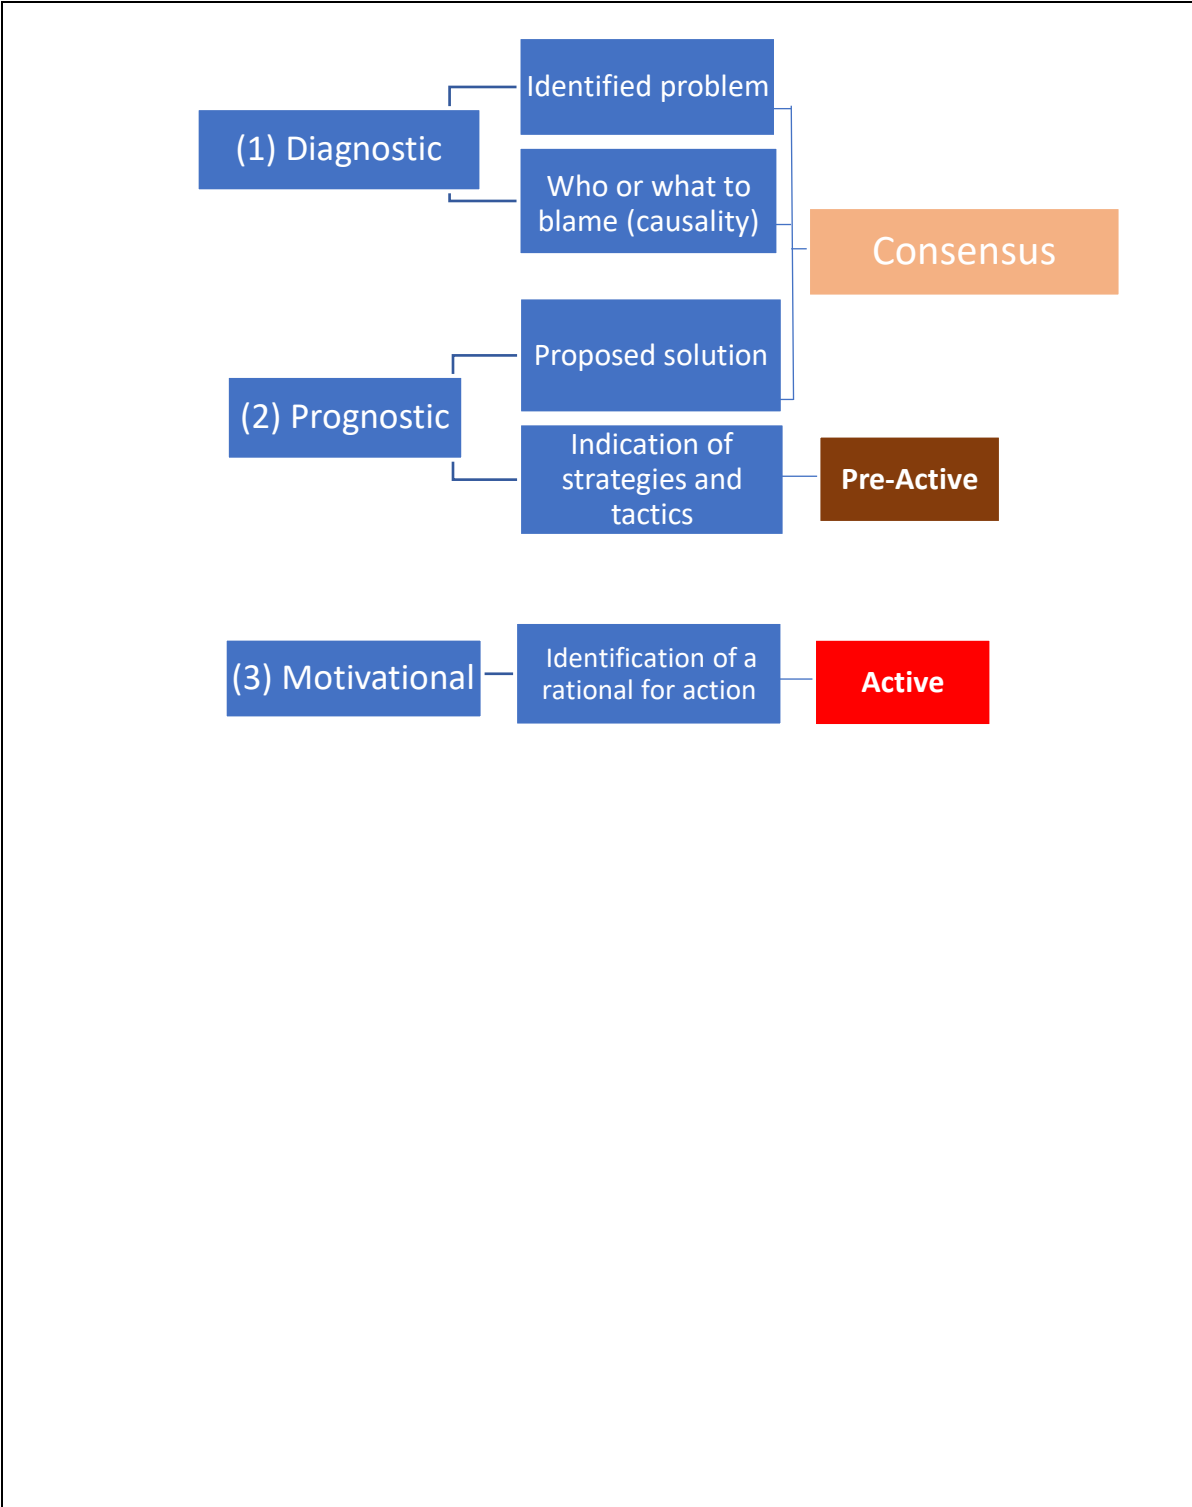 (1) Diagnostic
Identified problem
Who or what to
blame (causality)
Consensus
(2) Prognostic
Proposed solution
Indication of
strategies and
tactics
Pre-Active
(3) Motivational
Identification of a
rational for action
Active